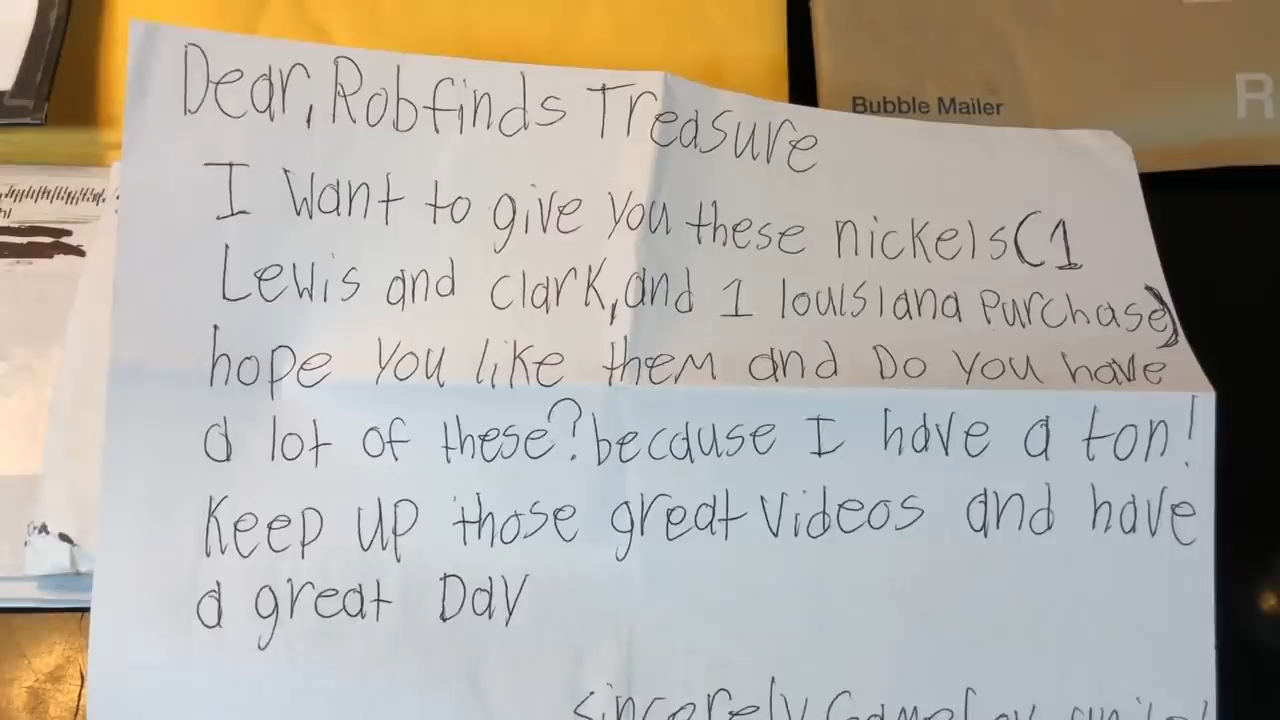 Bubble Mailer
R
Dear, Robfinds Treasure
I want to give you these nickels(1
Lewis and clark, and 1 louisiana purchase)
hope you like them and Do you have
a lot of these? because I have a ton!
Keep up those great videos and have
a great Day
sincerely